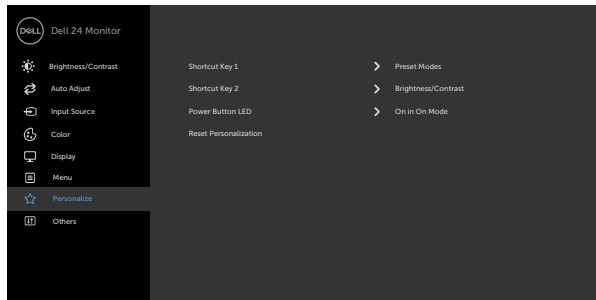 DELL
Dell 24 Monitor
Brightness/Contrast
Auto Adjust
Input Source
Color
Display
Menu
Personalize
Others
Shortcut Key 1
Preset Modes
Shortcut Key 2
Brightness/Contrast
Power Button LED
On in On Mode
Reset Personalization